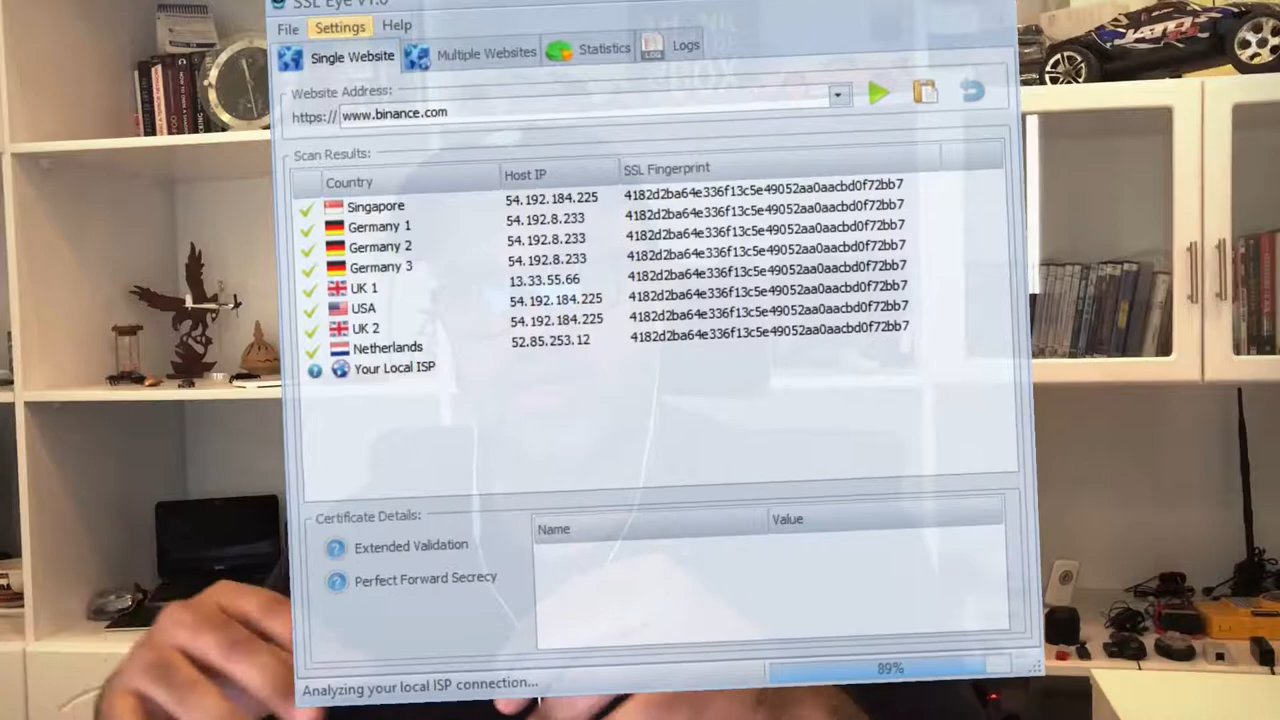 SSL Eye v1.0
File Settings Help
Single Website Multiple Websites Statistics LOG Logs
Website Address:
https:// www.binance.com
Scan Results:
Country Host IP SSL Fingerprint
Singapore 54.192.184.225 4182d2ba64e336f13c5e49052aa0aacbd0f72bb7
Germany 1 54.192.8.233 4182d2ba64e336f13c5e49052aa0aacbd0f72bb7
Germany 2 54.192.8.233 4182d2ba64e336f13c5e49052aa0aacbd0f72bb7
Germany 3 54.192.8.233 4182d2ba64e336f13c5e49052aa0aacbd0f72bb7
UK 1 13.33.55.66 4182d2ba64e336f13c5e49052aa0aacbd0f72bb7
USA 54.192.184.225 4182d2ba64e336f13c5e49052aa0aacbd0f72bb7
UK 2 54.192.184.225 4182d2ba64e336f13c5e49052aa0aacbd0f72bb7
Netherlands 52.85.253.12 4182d2ba64e336f13c5e49052aa0aacbd0f72bb7
Your Local ISP
Certificate Details:
Name Value
Extended Validation
Perfect Forward Secrecy
Analyzing your local ISP connection... 89%
JATO